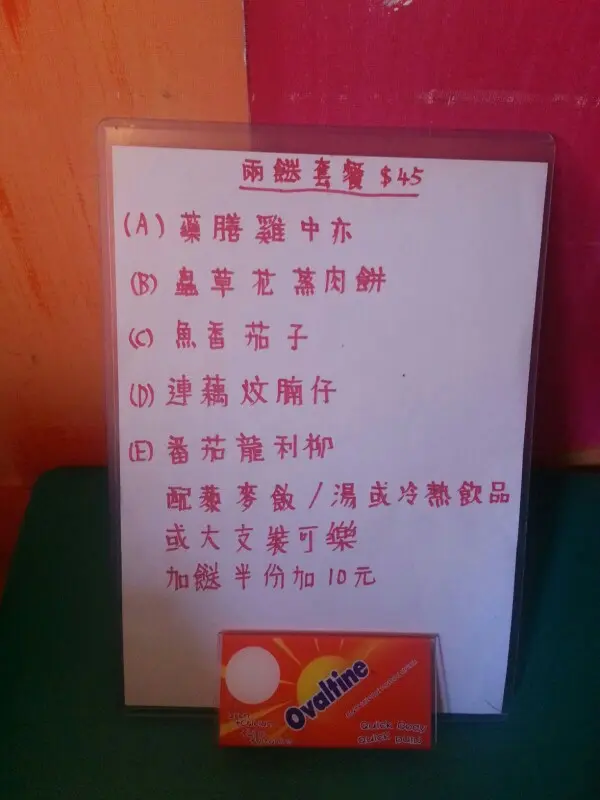 兩餸套餐 $45
(A) 藥膳雞中亦
(B) 蟲草花蒸肉餅
(C) 魚香茄子
(D) 連藕炆腩仔
(E) 番茄龍利柳
配藜麥飯/湯或冷熱飲品
或大支裝可樂
加餸半份加10元
Ovaltine